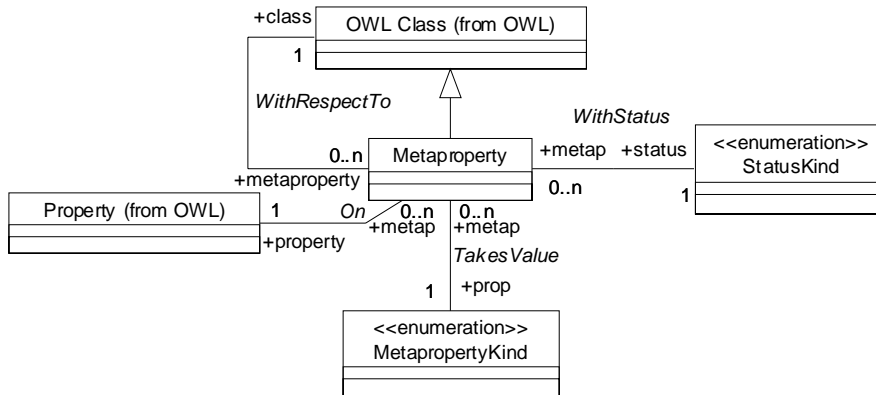 +class
OWL Class (from OWL)
1
WithRespectTo
WithStatus
0..n
Metaproperty
+metap
+status
<<enumeration>>
StatusKind
+metaproperty
0..n
1
Property (from OWL)
1
On
0..n
0..n
+property
+metap
+metap
TakesValue
1
+prop
<<enumeration>>
MetapropertyKind